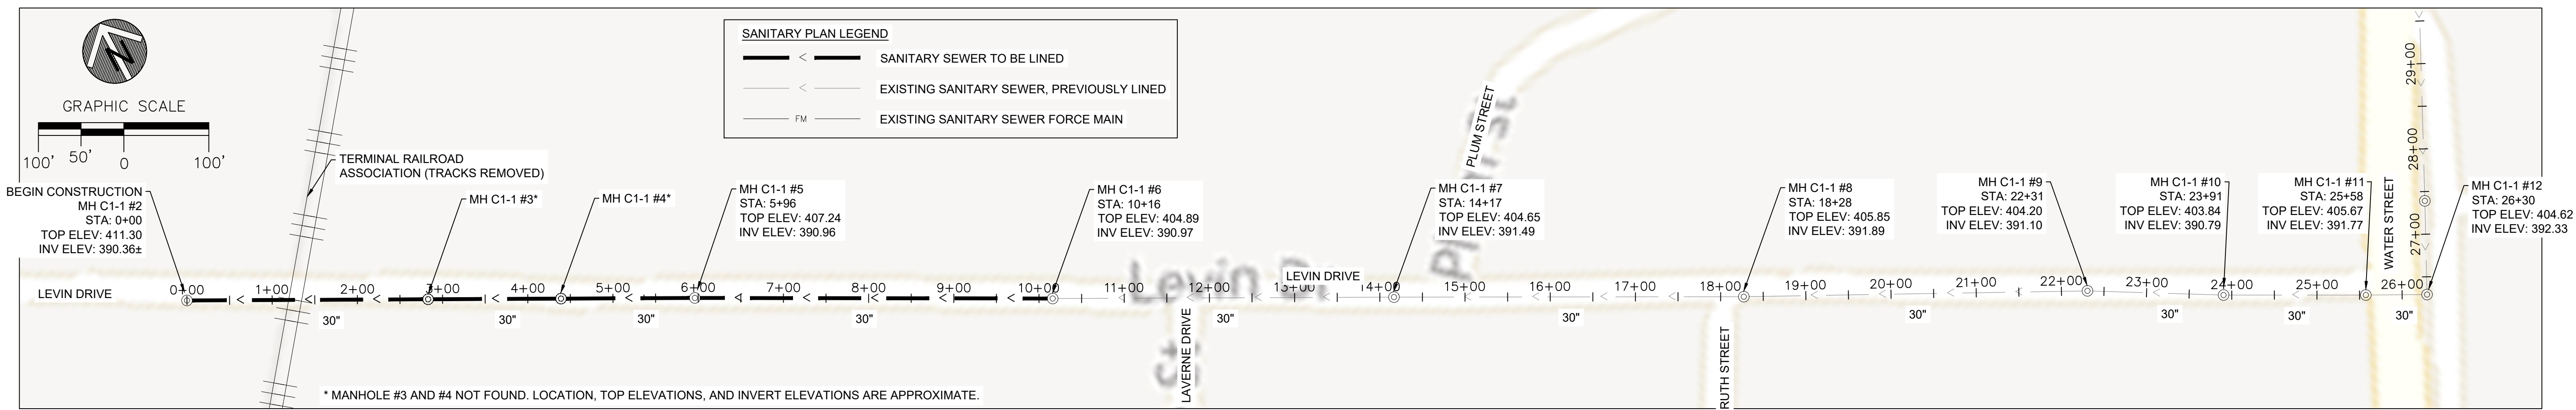 N
GRAPHIC SCALE
100' 50' 0 100'
SANITARY PLAN LEGEND
SANITARY SEWER TO BE LINED
EXISTING SANITARY SEWER, PREVIOUSLY LINED
FM EXISTING SANITARY SEWER FORCE MAIN
TERMINAL RAILROAD
ASSOCIATION (TRACKS REMOVED)
BEGIN CONSTRUCTION
MH C1-1 #2
STA: 0+00
TOP ELEV: 411.30
INV ELEV: 390.36±
MH C1-1 #3*
MH C1-1 #4*
MH C1-1 #5
STA: 5+96
TOP ELEV: 407.24
INV ELEV: 390.96
MH C1-1 #6
STA: 10+16
TOP ELEV: 404.89
INV ELEV: 390.97
PLUM STREET
MH C1-1 #7
STA: 14+17
TOP ELEV: 404.65
INV ELEV: 391.49
MH C1-1 #8
STA: 18+28
TOP ELEV: 405.85
INV ELEV: 391.89
MH C1-1 #9
STA: 22+31
TOP ELEV: 404.20
INV ELEV: 391.10
MH C1-1 #10
STA: 23+91
TOP ELEV: 403.84
INV ELEV: 390.79
MH C1-1 #11
STA: 25+58
TOP ELEV: 405.67
INV ELEV: 391.77
WATER STREET
29+00
28+00
27+00
MH C1-1 #12
STA: 26+30
TOP ELEV: 404.62
INV ELEV: 392.33
LEVIN DRIVE
Levin Dr
LEVIN DRIVE
0+00 1+00 2+00 3+00 4+00 5+00 6+00 7+00 8+00 9+00 10+00 11+00 12+00 13+00 14+00 15+00 16+00 17+00 18+00 19+00 20+00 21+00 22+00 23+00 24+00 25+00 26+00
30" 30" 30" 30" 30" 30" 30" 30" 30" 30"
LAVERNE DRIVE
St
RUTH STREET
* MANHOLE #3 AND #4 NOT FOUND. LOCATION, TOP ELEVATIONS, AND INVERT ELEVATIONS ARE APPROXIMATE.